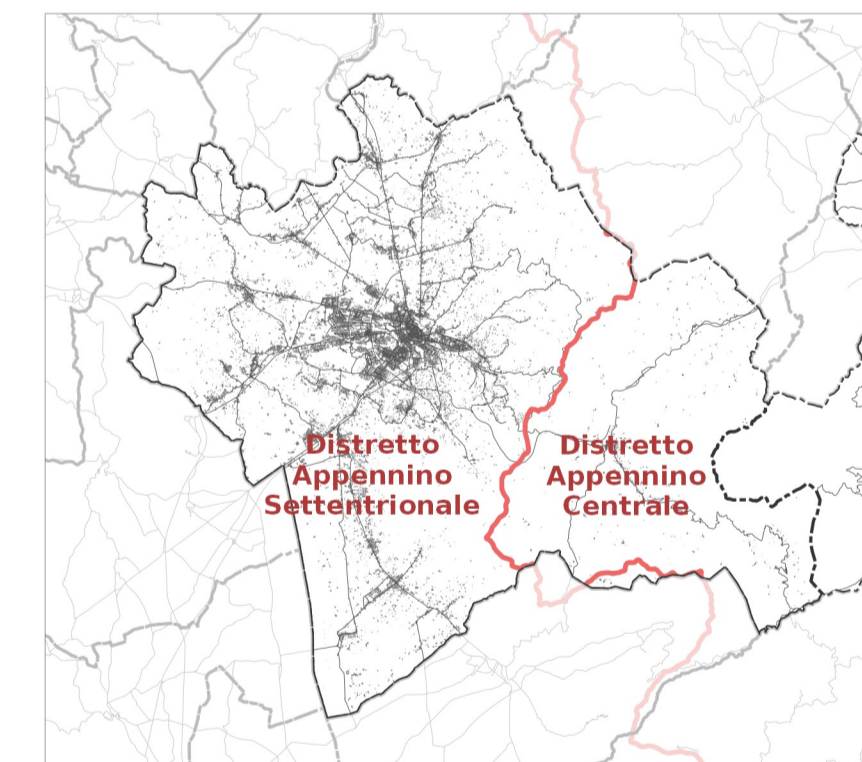 Distretto
Appennino
Settentrionale
Distretto
Appennino
Centrale